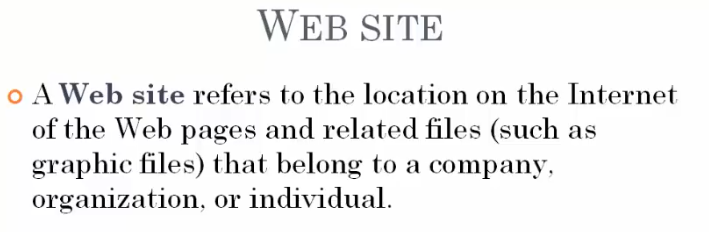 WEB SITE
A Web site refers to the location on the Internet
of the Web pages and related files (such as
graphic files) that belong to a company,
organization, or individual.